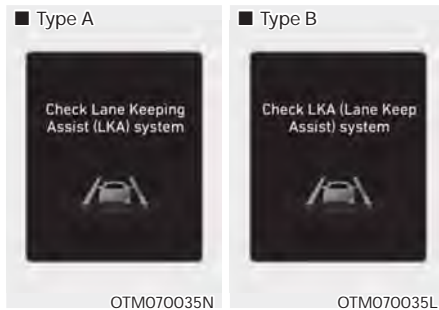 ■ Type A
Check Lane Keeping
Assist (LKA) system
OTM070035N
■ Type B
Check LKA (Lane Keep
Assist) system
OTM070035L